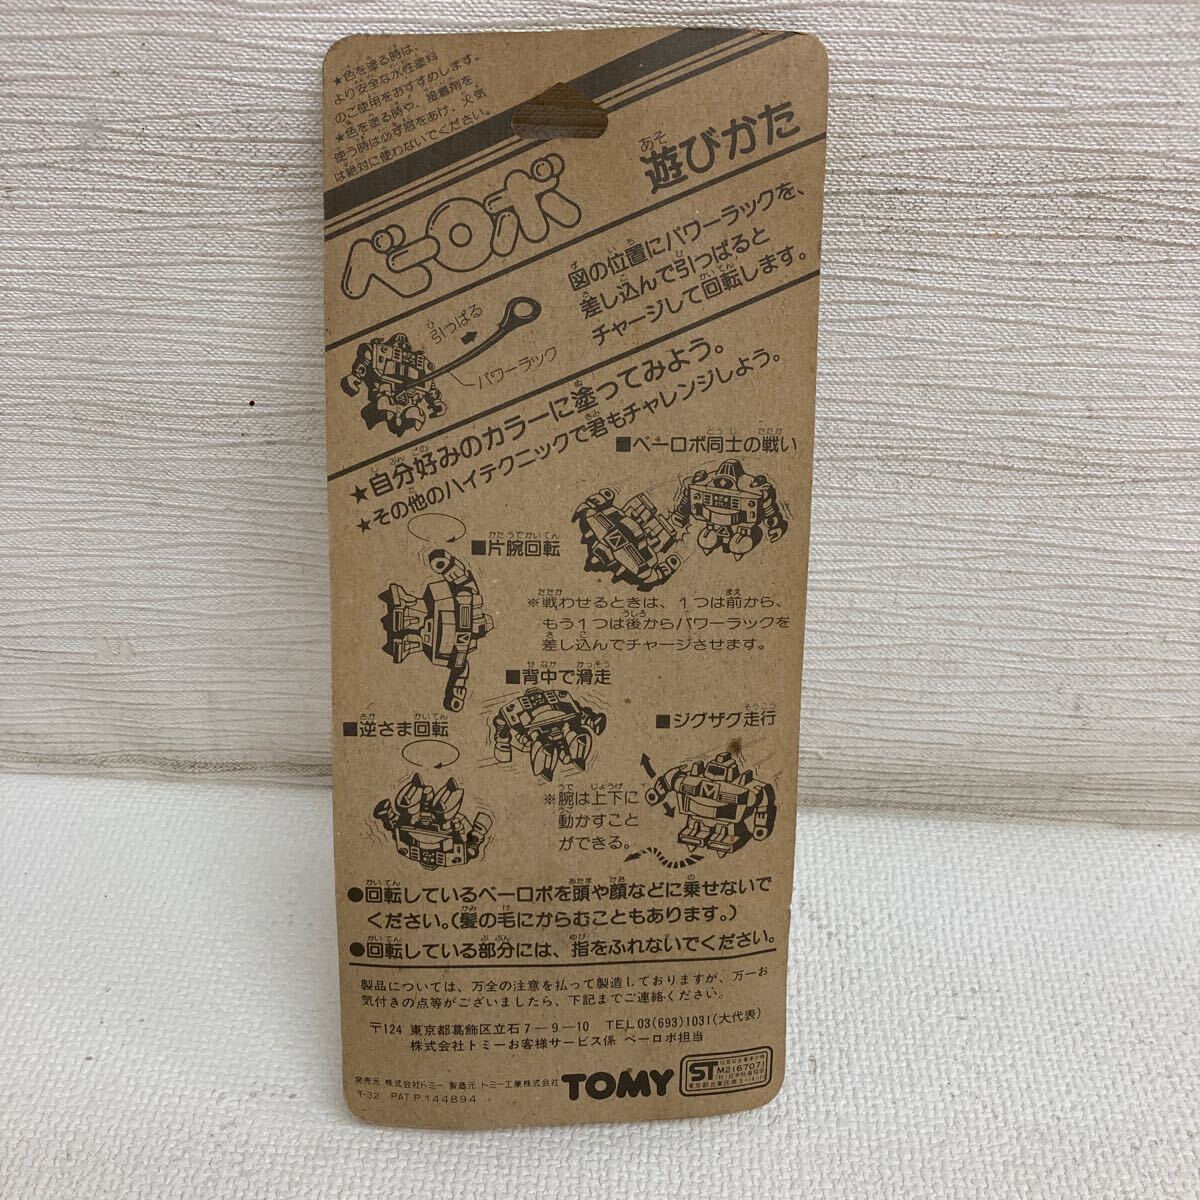 ★色を塗る時は、
より安全な水性塗料
のご使用をおすすめします。
★色を塗る時や、接着剤を
使う時は必ず窓をあけ、火気
は絶対に使わないでください。
ベーロボ
遊びかた
図の位置にパワーラックを、
差し込んで引っぱると
チャージして回転します。
引っぱる
パワーラック
★自分好みのカラーに塗ってみよう。
★その他のハイテクニックで君もチャレンジしよう。
■ベーロボ同士の戦い
■片腕回転
※戦わせるときは、1つは前から、
もう1つは後からパワーラックを
差し込んでチャージさせます。
■背中で滑走
■逆さま回転
■ジグザグ走行
※腕は上下に
動かすこと
ができる。
●回転しているベーロボを頭や顔などに乗せないで
ください。(髪の毛にからむこともあります。)
●回転している部分には、指をふれないでください。
製品については、万全の注意を払って製造しておりますが、万一お
気付きの点等がございましたら、下記までご連絡ください。
〒124 東京都葛飾区立石7-9-10 TEL03(693)1031(大代表)
株式会社トミーお客様サービス係 ベーロボ担当
発売元 株式会社トミー 製造元 トミー工業株式会社
T-32 PAT P 144894
TOMY
ST
M2167071